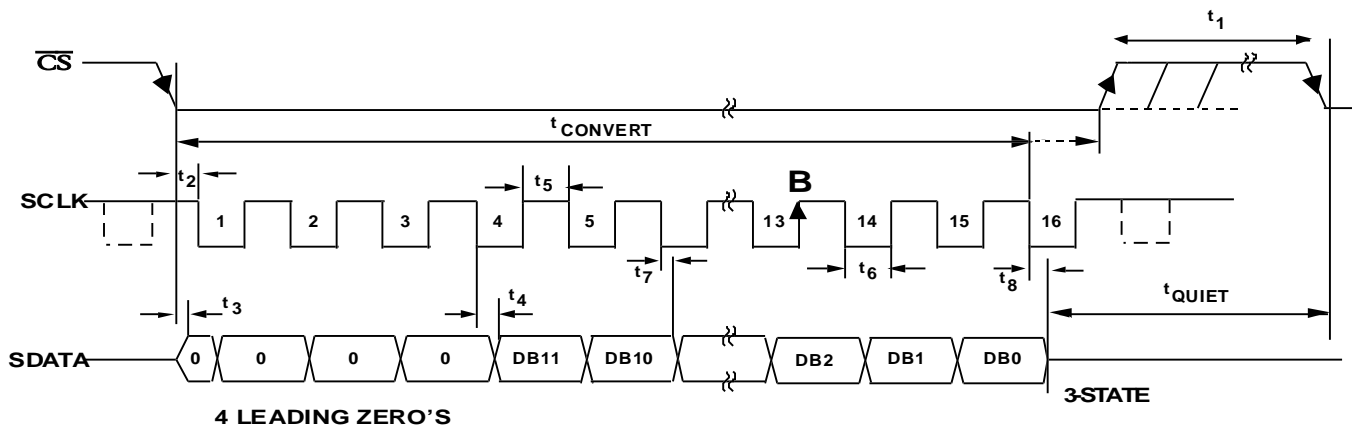 t1
CS
tCONVERT
t2
t5
B
SCLK
1 2 3 4 5 13 14 15 16
t7
t6
t8
t3
t4
tQUIET
SDATA
0 0 0 0 DB11 DB10 DB2 DB1 DB0
3-STATE
4 LEADING ZERO'S